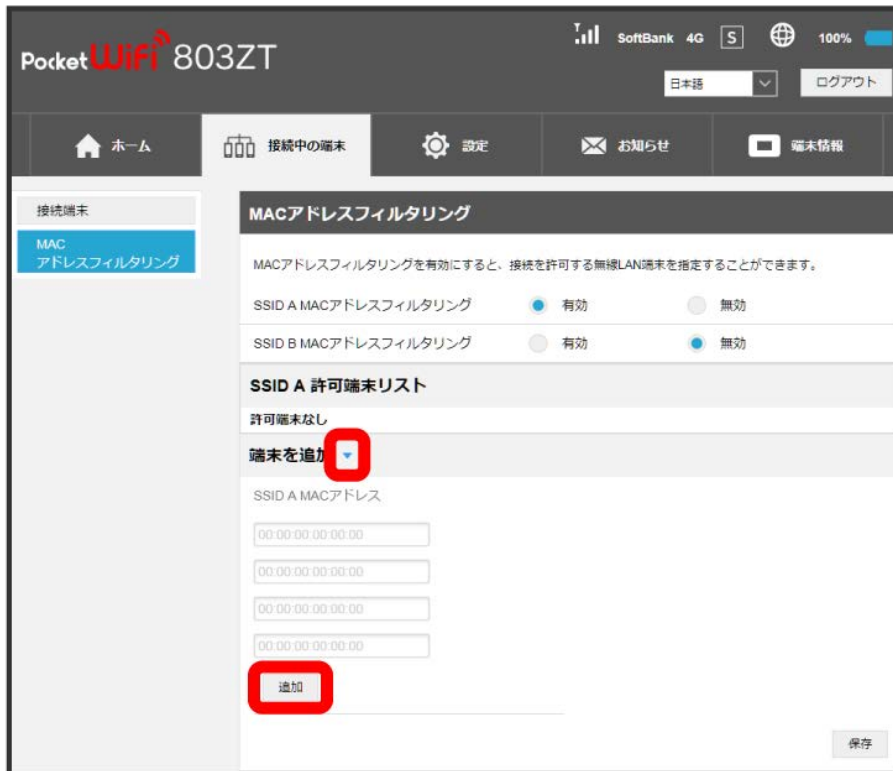 SoftBank 4G S 100%
Pocket WiFi 803ZT
日本語 ログアウト
ホーム 接続中の端末 設定 お知らせ 端末情報
接続端末
MAC
アドレスフィルタリング
MACアドレスフィルタリング
MACアドレスフィルタリングを有効にすると、接続を許可する無線LAN端末を指定することができます。
SSID A MACアドレスフィルタリング 有効 無効
SSID B MACアドレスフィルタリング 有効 無効
SSID A 許可端末リスト
許可端末なし
端末を追加
SSID A MACアドレス
00:00:00:00:00:00
00:00:00:00:00:00
00:00:00:00:00:00
00:00:00:00:00:00
追加
保存